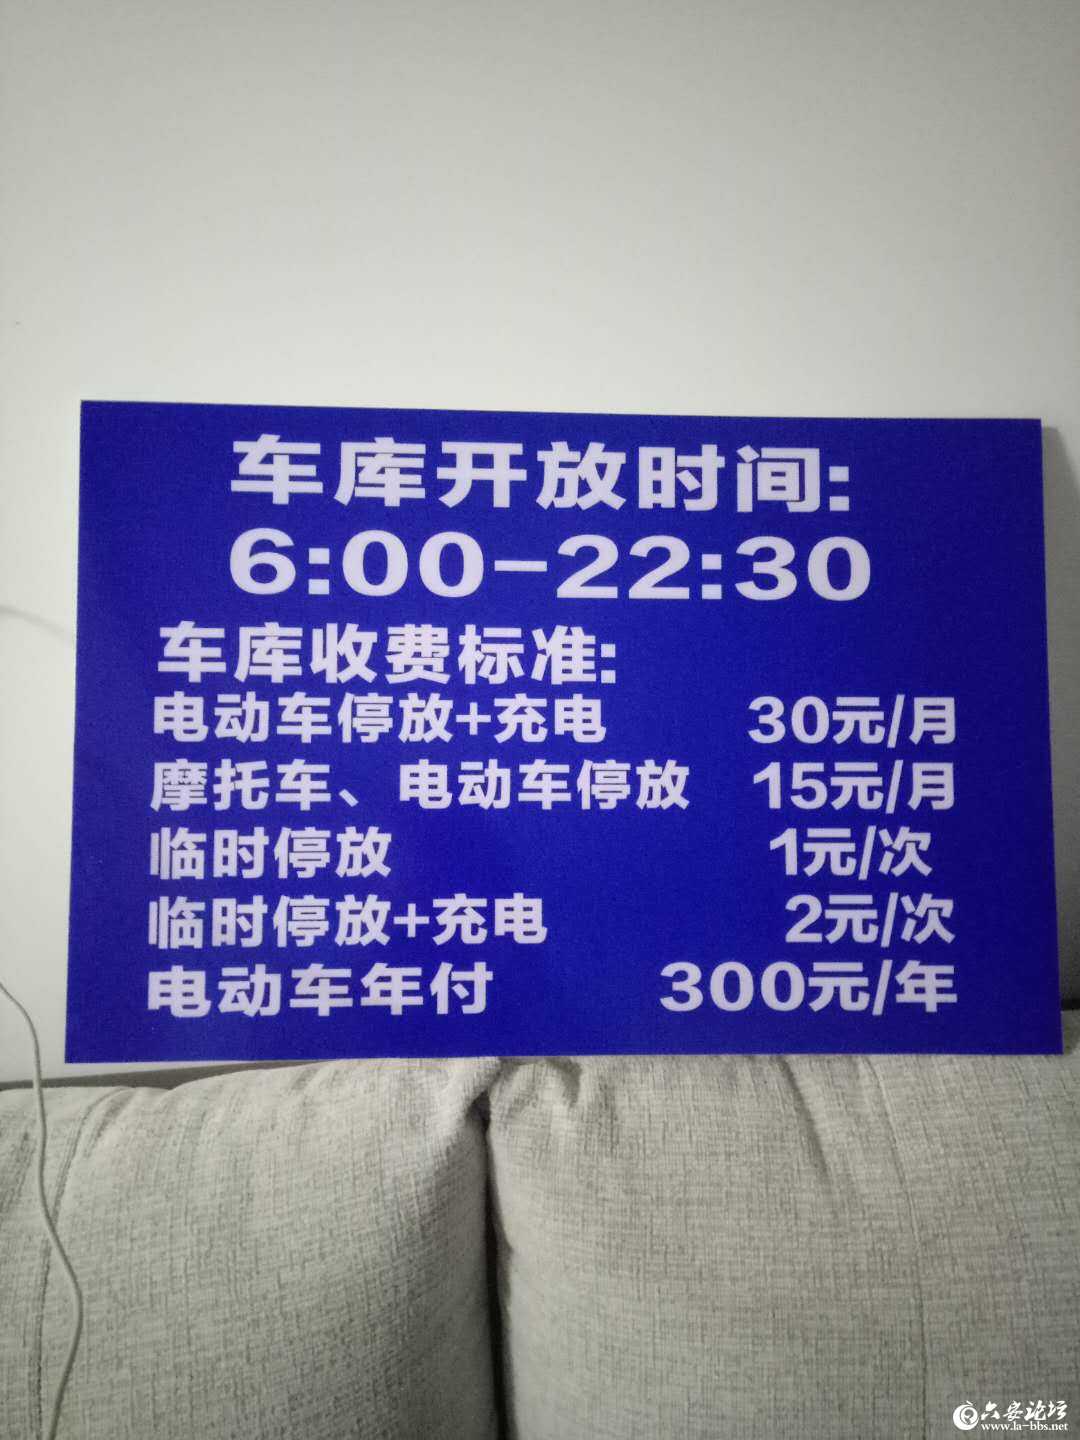 车库开放时间:
6:00-22:30
车库收费标准:
电动车停放+充电 30元/月
摩托车、电动车停放 15元/月
临时停放 1元/次
临时停放+充电 2元/次
电动车年付 300元/年
六安论坛
www.la-bbs.net